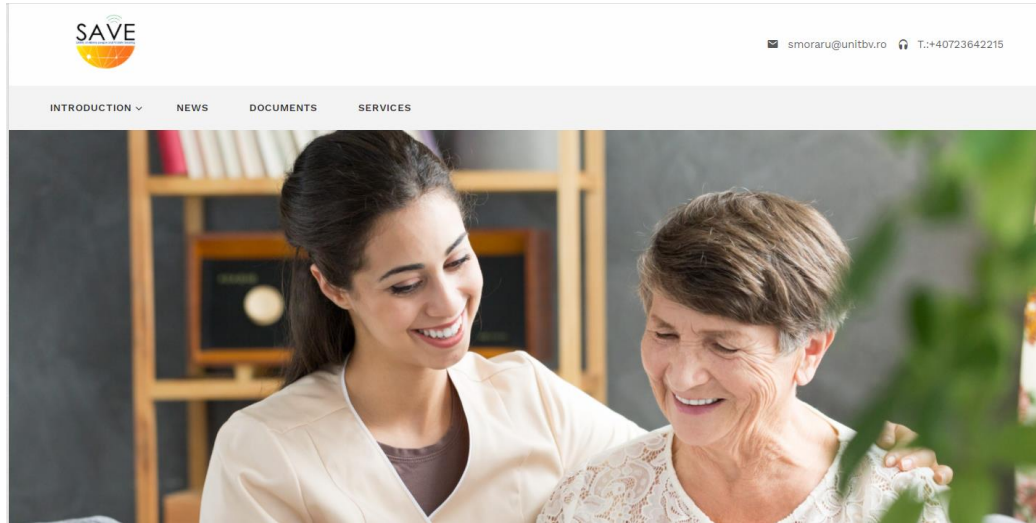 SAVE
smoraru@unitbv.ro T.:+40723642215
INTRODUCTION NEWS DOCUMENTS SERVICES